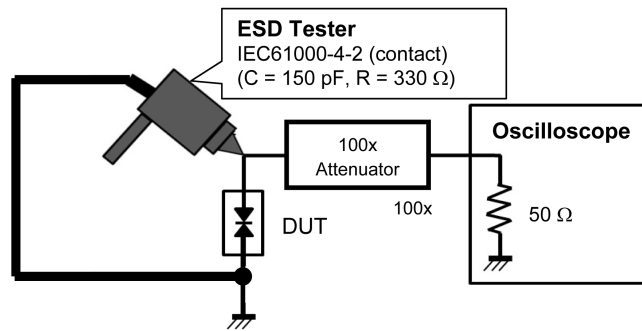 ESD Tester
IEC61000-4-2 (contact)
(C = 150 pF, R = 330 Ω)
100x
Attenuator
100x
Oscilloscope
50 Ω
DUT